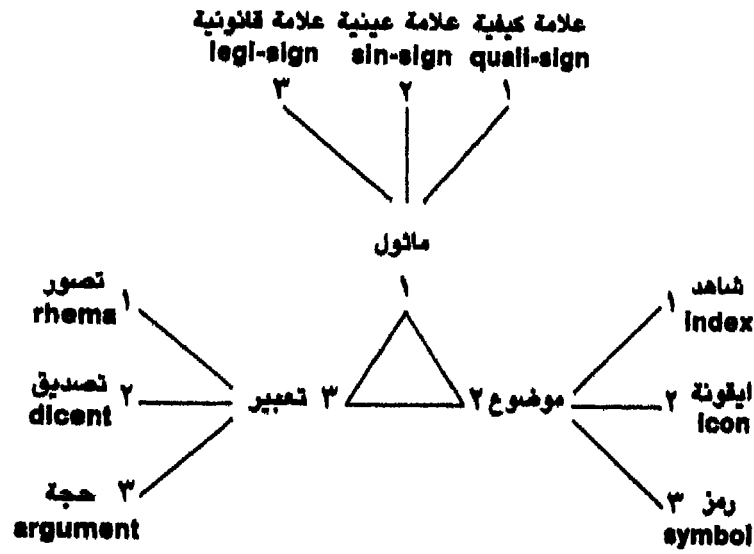 علامة كيفية علامة عينية علامة قانونية
legi-sign sin-sign quali-sign
٣ ٢ ١
ماثول
١
شاهد ١
index
ايقونة ٢
icon
رمز ٣
symbol
موضوع ٢
٣ تعبير
تصور ١
rhema
تصديق ٢
dicent
حجة ٣
argument